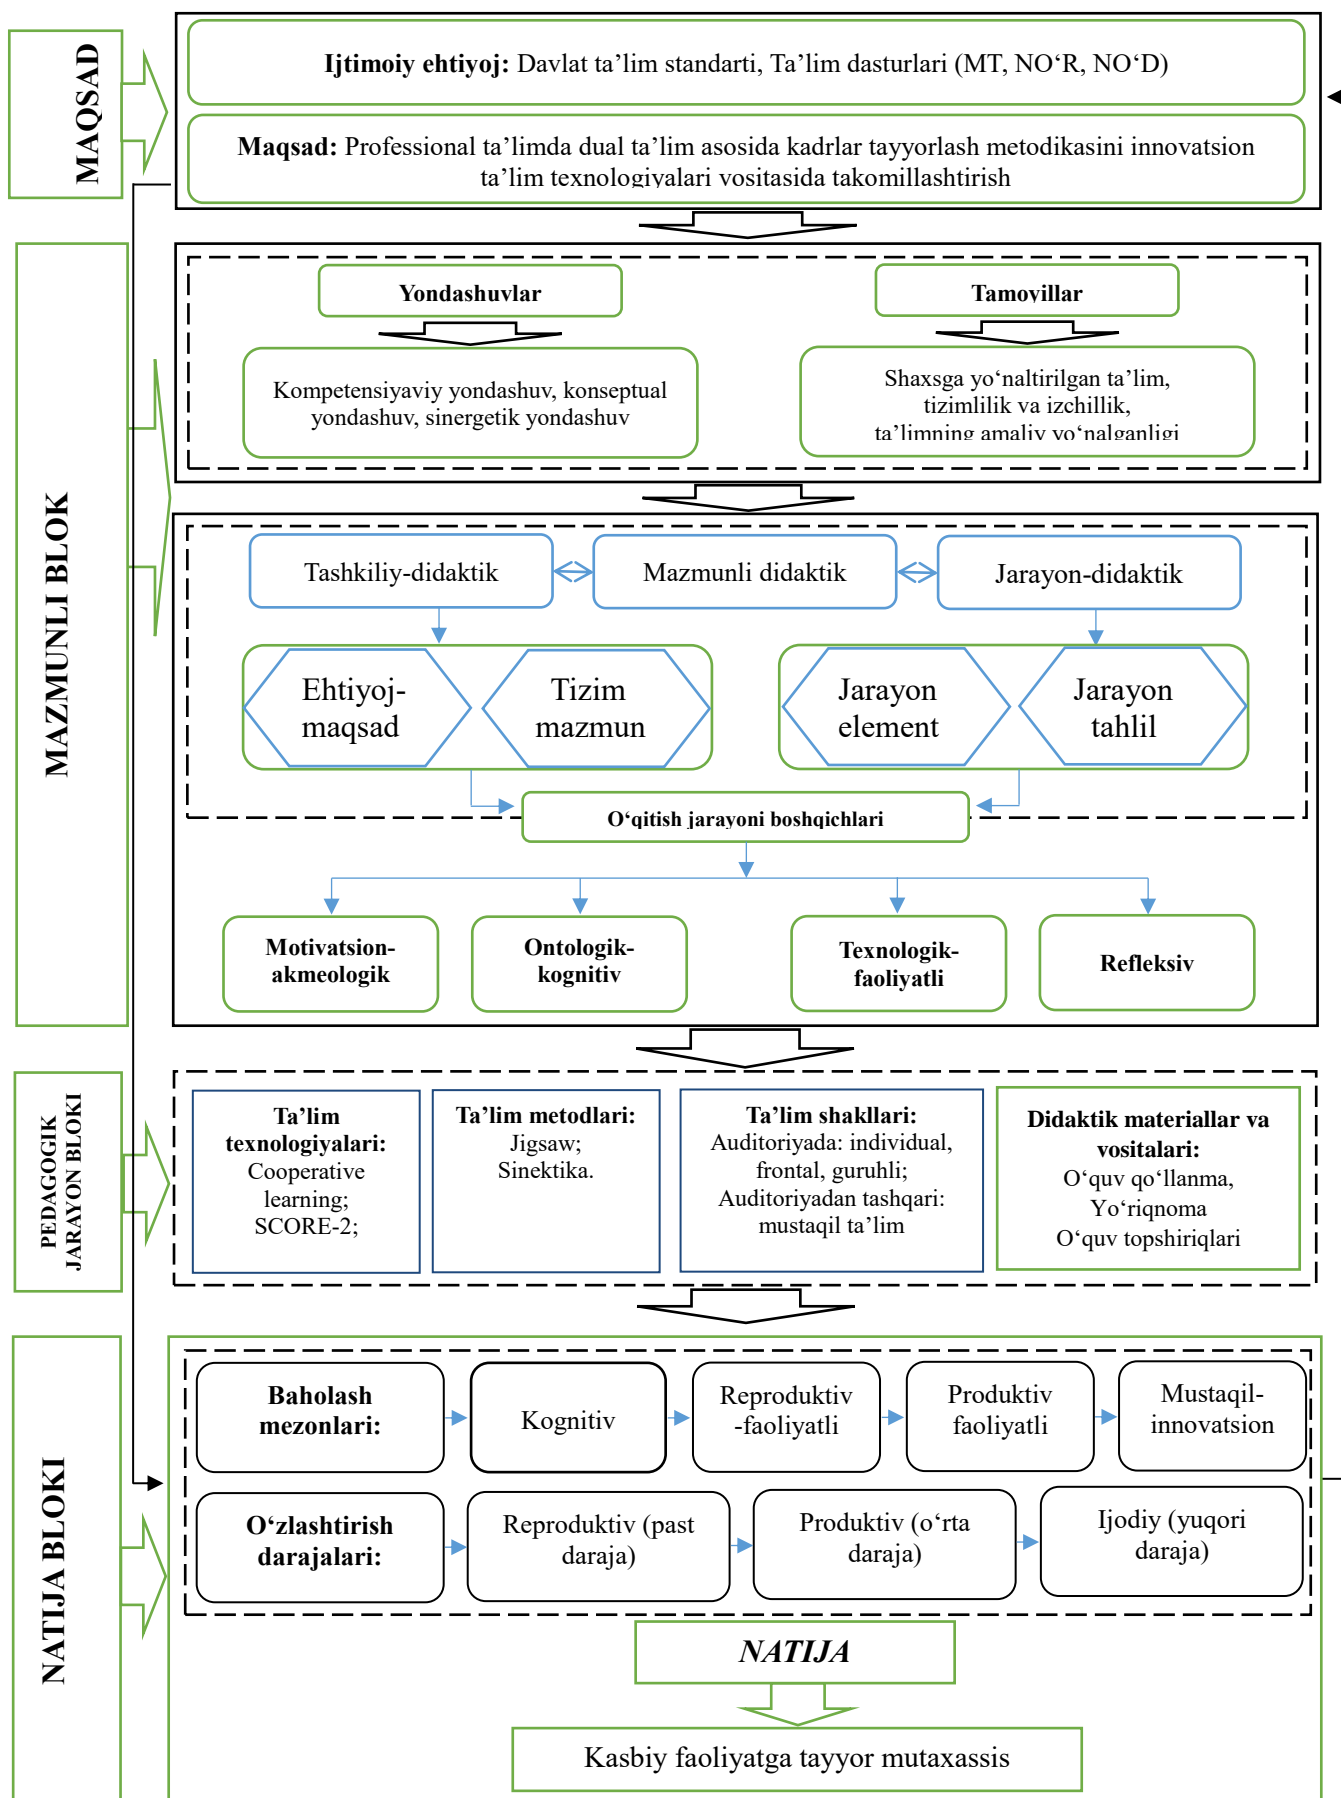 MAQSAD
Ijtimoiy ehtiyoj: Davlat ta’lim standarti, Ta’lim dasturlari (MT, NO‘R, NO‘D)
Maqsad: Professional ta’limda dual ta’lim asosida kadrlar tayyorlash metodikasini innovatsion
ta’lim texnologiyalari vositasida takomillashtirish
MAZMUNLI BLOK
Yondashuvlar
Tamoyillar
Kompetensiyaviy yondashuv, konseptual
yondashuv, sinergetik yondashuv
Shaxsga yo‘naltirilgan ta’lim,
tizimlilik va izchillik,
ta’limning amaliy yo‘nalganligi
Tashkiliy-didaktik
Mazmunli didaktik
Jarayon-didaktik
Ehtiyoj-
maqsad
Tizim
mazmun
Jarayon
element
Jarayon
tahlil
O‘qitish jarayoni boshqichlari
Motivatsion-
akmeologik
Ontologik-
kognitiv
Texnologik-
faoliyatli
Refleksiv
PEDAGOGIK
JARAYON BLOKI
Ta’lim
texnologiyalari:
Cooperative
learning;
SCORE-2;
Ta’lim metodlari:
Jigsaw;
Sinektika.
Ta’lim shakllari:
Auditoriyada: individual,
frontal, guruhli;
Auditoriyadan tashqari:
mustaqil ta’lim
Didaktik materiallar va
vositalari:
O‘quv qo‘llanma,
Yo‘riqnoma
O‘quv topshiriqlari
NATIJA BLOKI
Baholash
mezonlari:
Kognitiv
Reproduktiv
-faoliyatli
Produktiv
faoliyatli
Mustaqil-
innovatsion
O‘zlashtirish
darajalari:
Reproduktiv (past
daraja)
Produktiv (o‘rta
daraja)
Ijodiy (yuqori
daraja)
NATIJA
Kasbiy faoliyatga tayyor mutaxassis